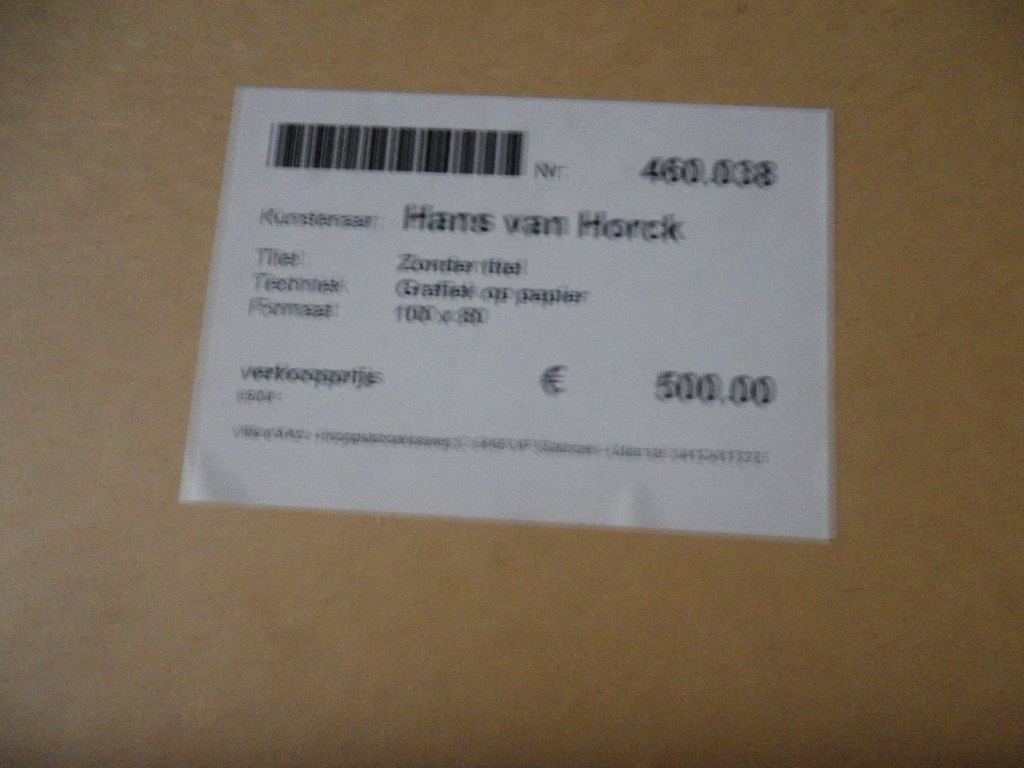 Nr: 460.038
Kunstenaar: Hans van Horck
Titel: Zonder titel
Techniek: Grafiek op papier
Formaat: 100 x 80
verkoopprijs € 500.00